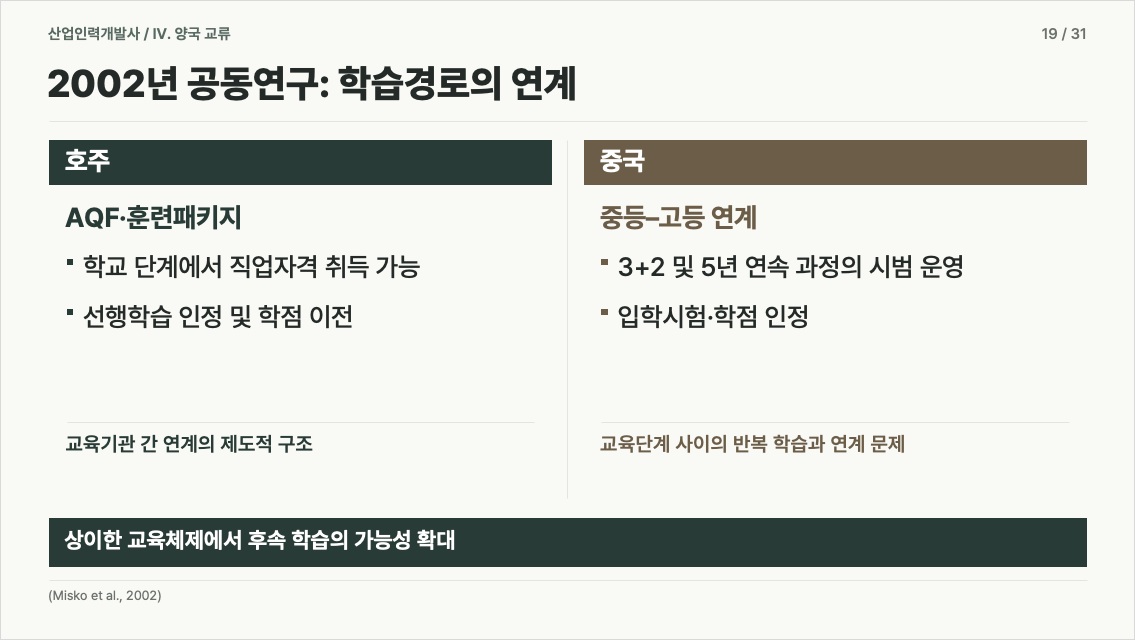 산업인력개발사 / Ⅳ. 양국 교류
19 / 31
2002년 공동연구: 학습경로의 연계
호주
AQF·훈련패키지
▪ 학교 단계에서 직업자격 취득 가능
▪ 선행학습 인정 및 학점 이전
교육기관 간 연계의 제도적 구조
중국
중등–고등 연계
▪ 3+2 및 5년 연속 과정의 시범 운영
▪ 입학시험·학점 인정
교육단계 사이의 반복 학습과 연계 문제
상이한 교육체제에서 후속 학습의 가능성 확대
(Misko et al., 2002)